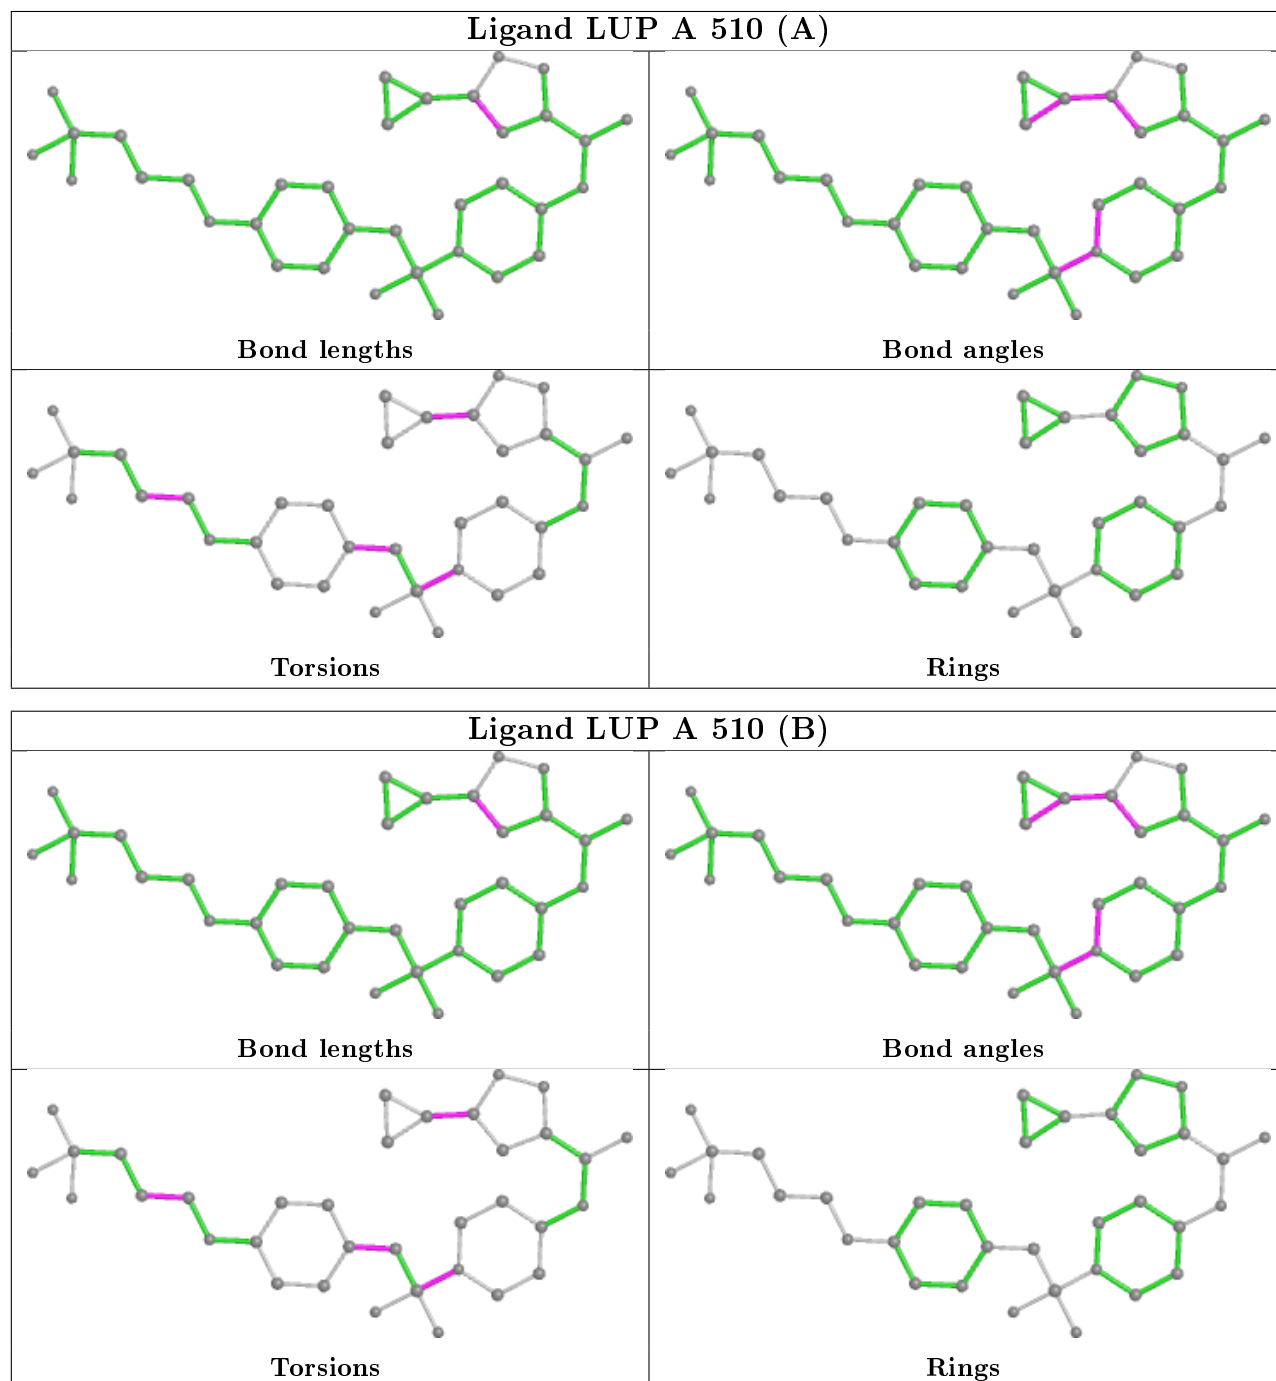 Ligand LUP A 510 (A)
Bond lengths
Bond angles
Torsions
Rings
Ligand LUP A 510 (B)
Bond lengths
Bond angles
Torsions
Rings